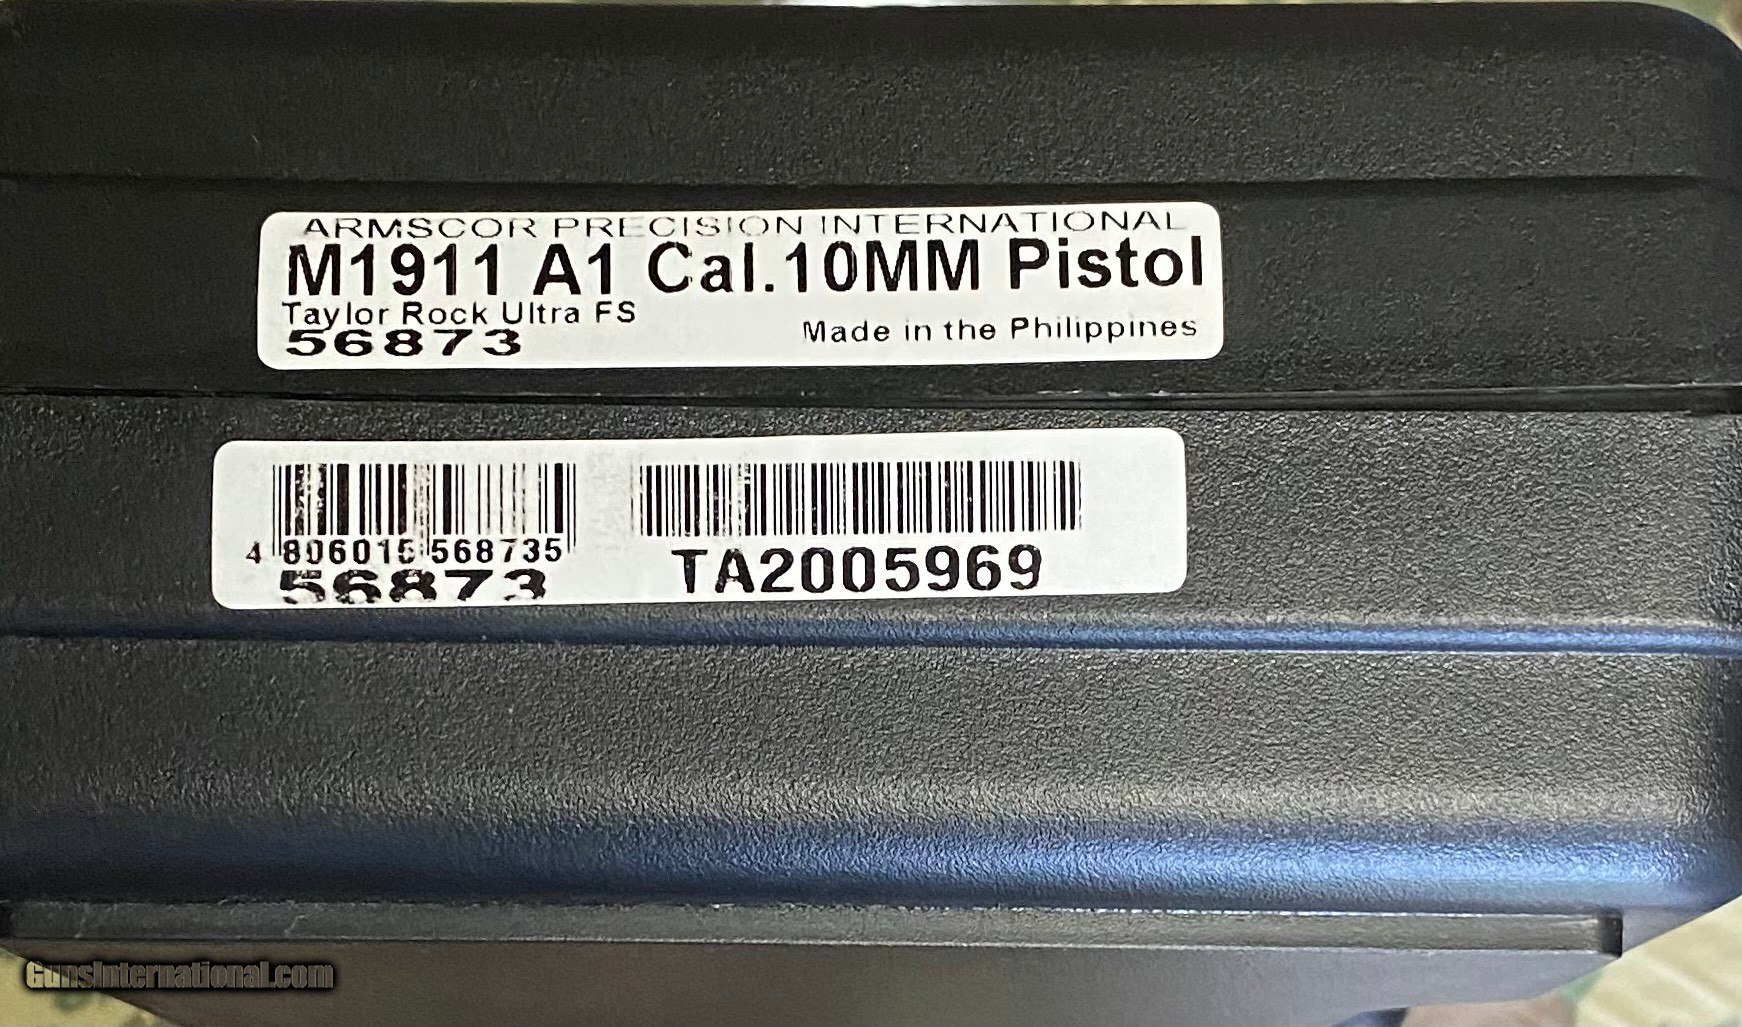 ARMSCOR PRECISION INTERNATIONAL
M1911 A1 Cal.10MM Pistol
Taylor Rock Ultra FS
56873
Made in the Philippines
4 806015 568735
56873
TA2005969
GunsInternational.com